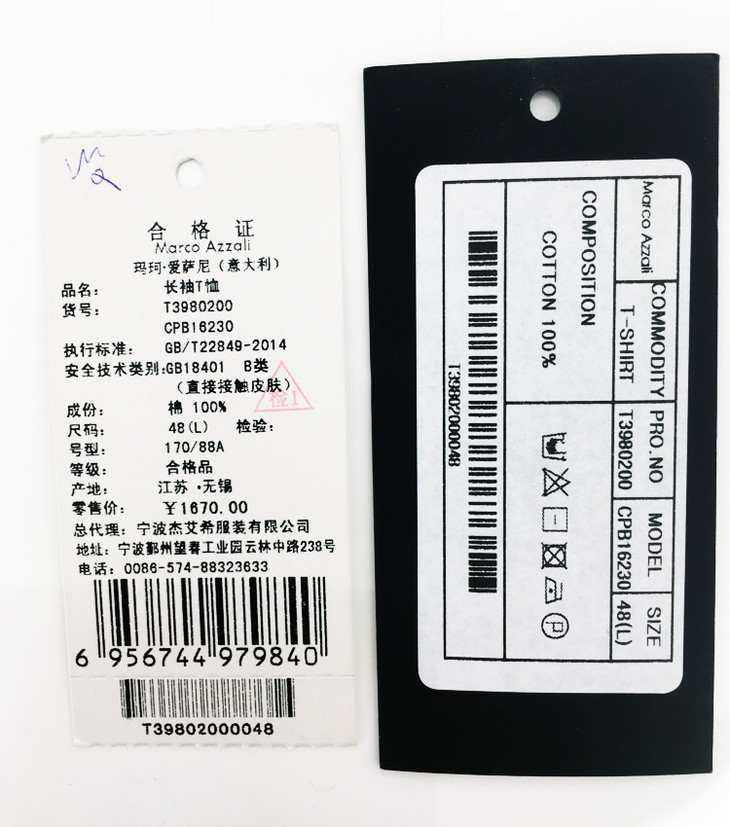 合格证
Marco Azzali
玛珂·爱萨尼（意大利）
品名： 长袖T恤
货号： T3980200
CPB16230
执行标准： GB/T22849-2014
安全技术类别：GB18401 B类
（直接接触皮肤）
检1
成份： 棉 100%
尺码： 48(L) 检验：
号型： 170/88A
等级： 合格品
产地： 江苏·无锡
零售价： ¥1670.00
总代理：宁波杰艾希服装有限公司
地址：宁波鄞州望春工业园云林中路238号
电话：0086-574-88323633
6 956744 979840
T39802000048
Marco Azzali
COMMODITY PRO.NO MODEL SIZE
T-SHIRT T3980200 CPB16230 48(L)
COMPOSITION
COTTON 100%
P
T39802000048